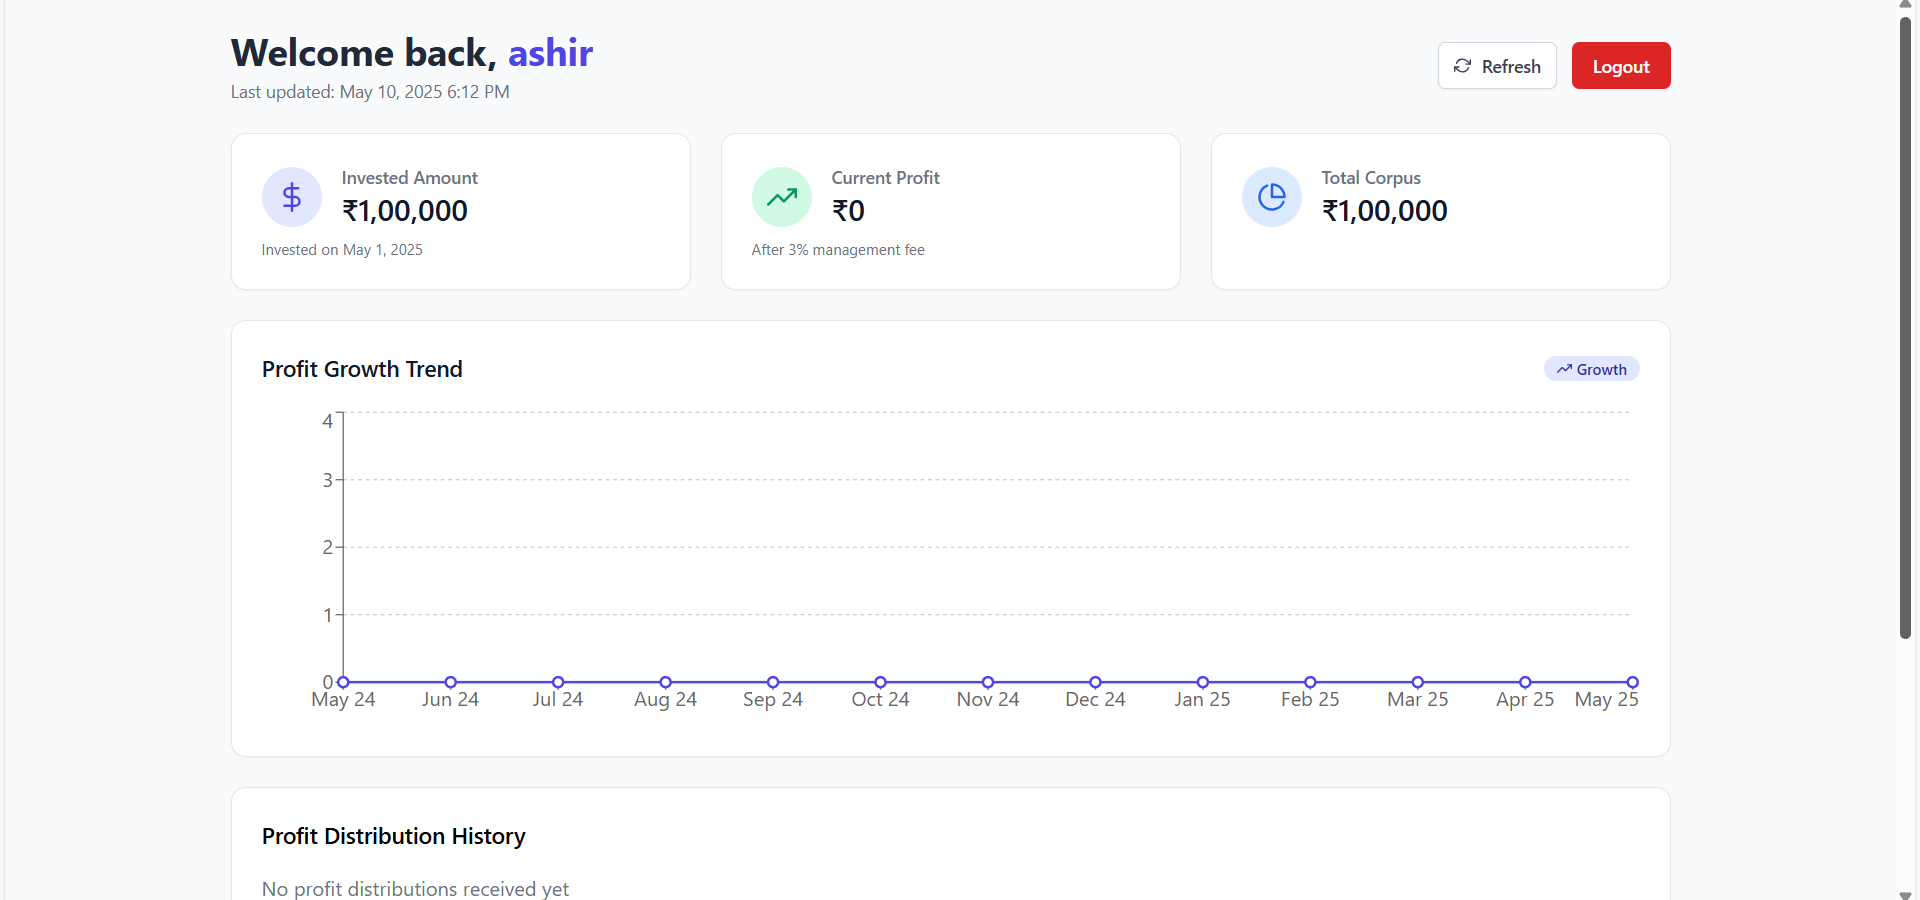 Welcome back, ashir
Last updated: May 10, 2025 6:12 PM
Refresh
Logout
Invested Amount
₹1,00,000
Invested on May 1, 2025
Current Profit
₹0
After 3% management fee
Total Corpus
₹1,00,000
Profit Growth Trend
Growth
4
3
2
1
0
May 24 Jun 24 Jul 24 Aug 24 Sep 24 Oct 24 Nov 24 Dec 24 Jan 25 Feb 25 Mar 25 Apr 25 May 25
Profit Distribution History
No profit distributions received yet